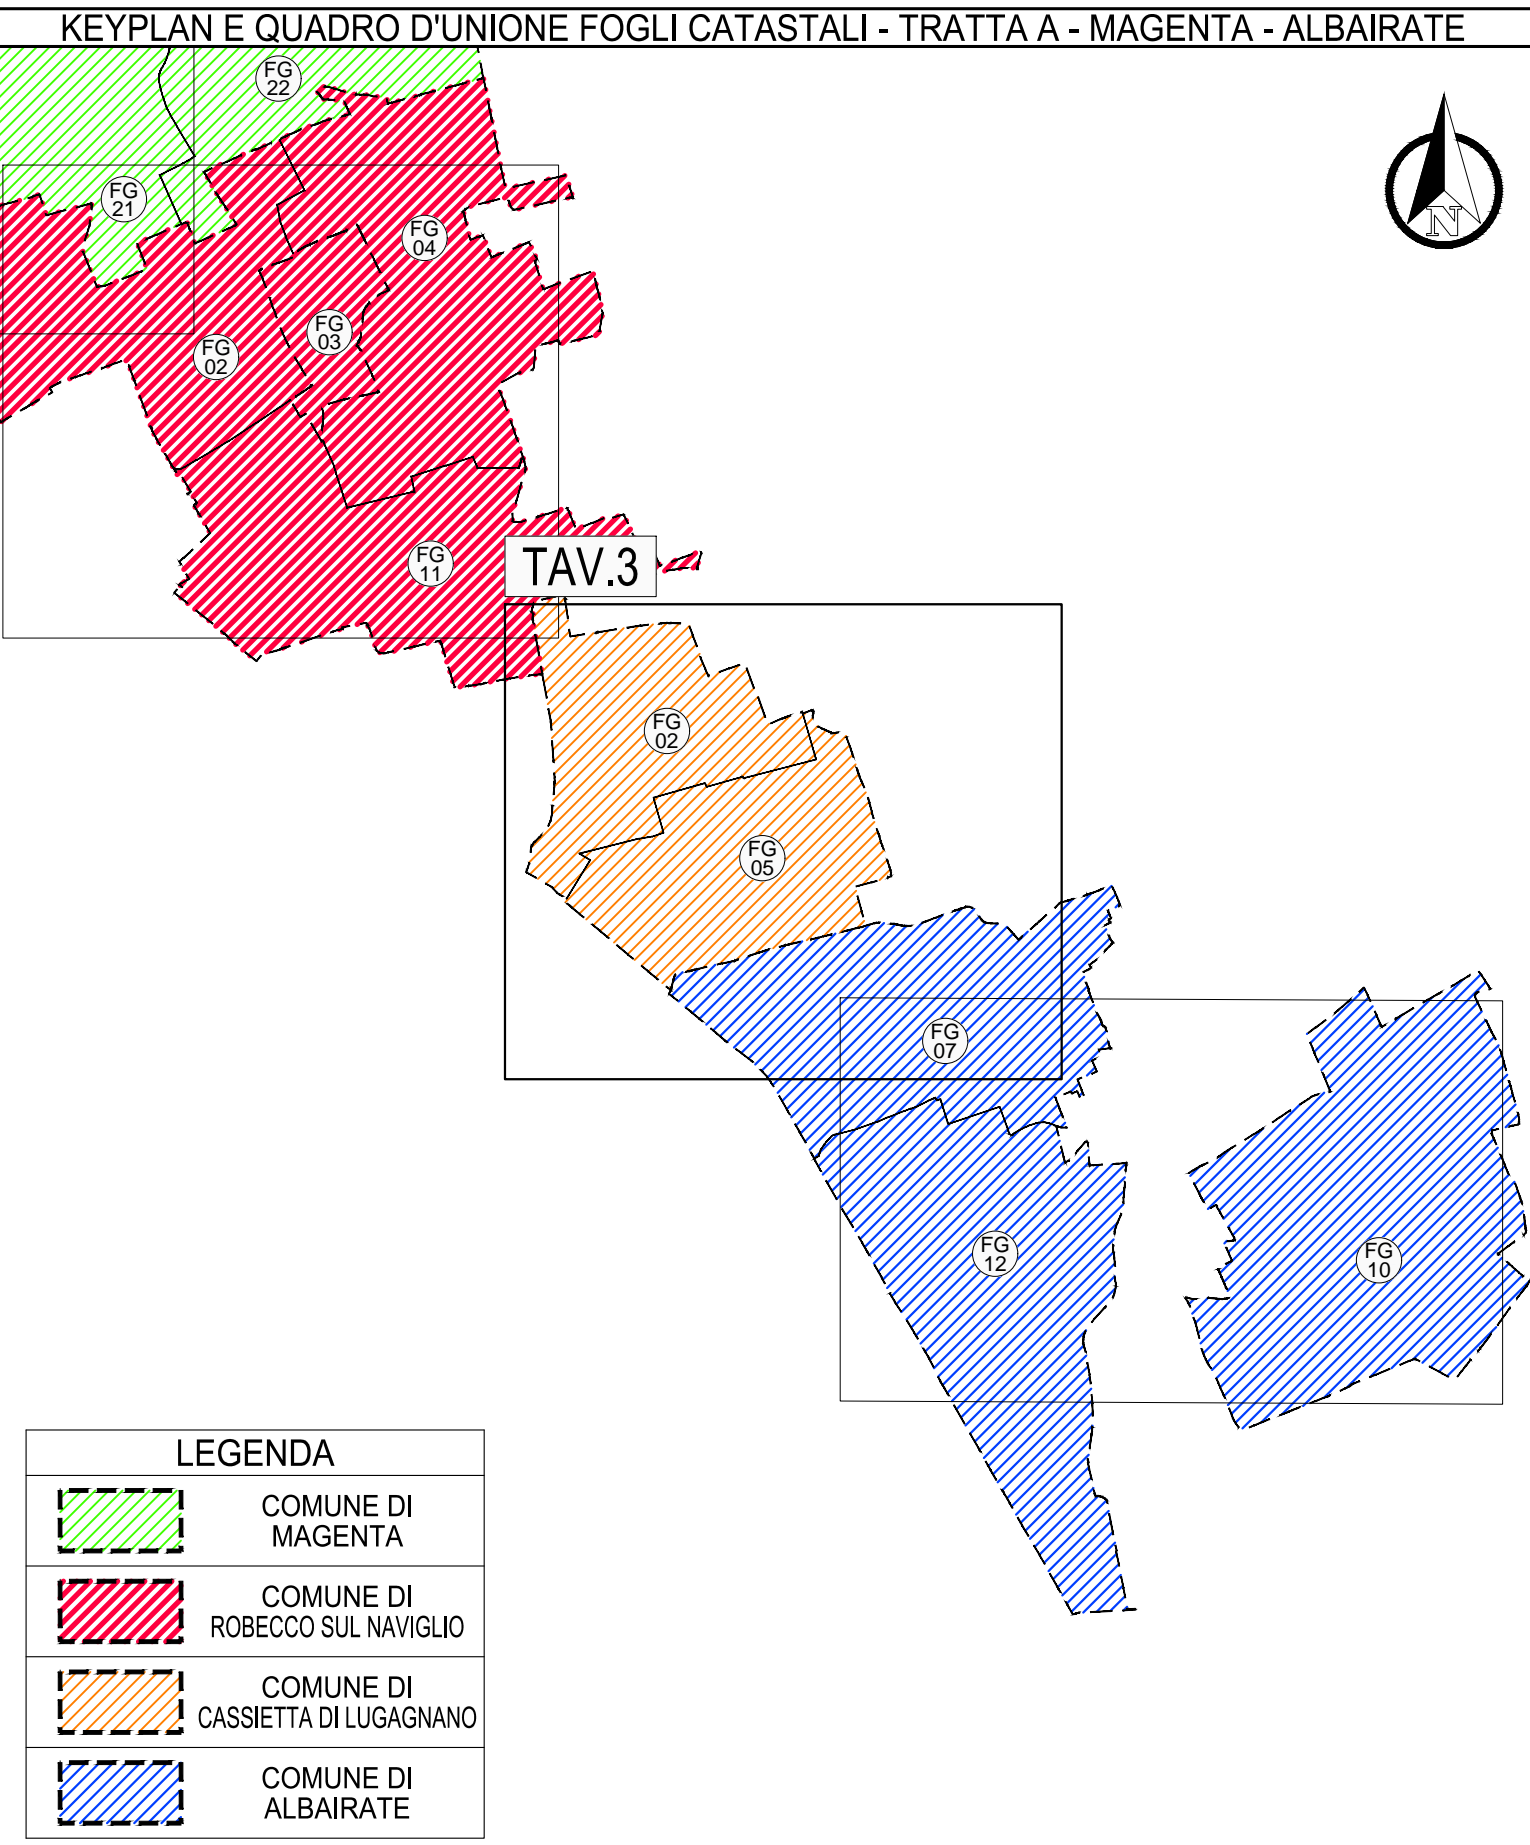 KEYPLAN E QUADRO D'UNIONE FOGLI CATASTALI - TRATTA A - MAGENTA - ALBAIRATE
FG
22
FG
21
FG
04
N
FG
03
FG
02
FG
11
TAV.3
FG
02
FG
05
FG
07
FG
12
FG
10
LEGENDA
COMUNE DI
MAGENTA
COMUNE DI
ROBECCO SUL NAVIGLIO
COMUNE DI
CASSIETTA DI LUGAGNANO
COMUNE DI
ALBAIRATE